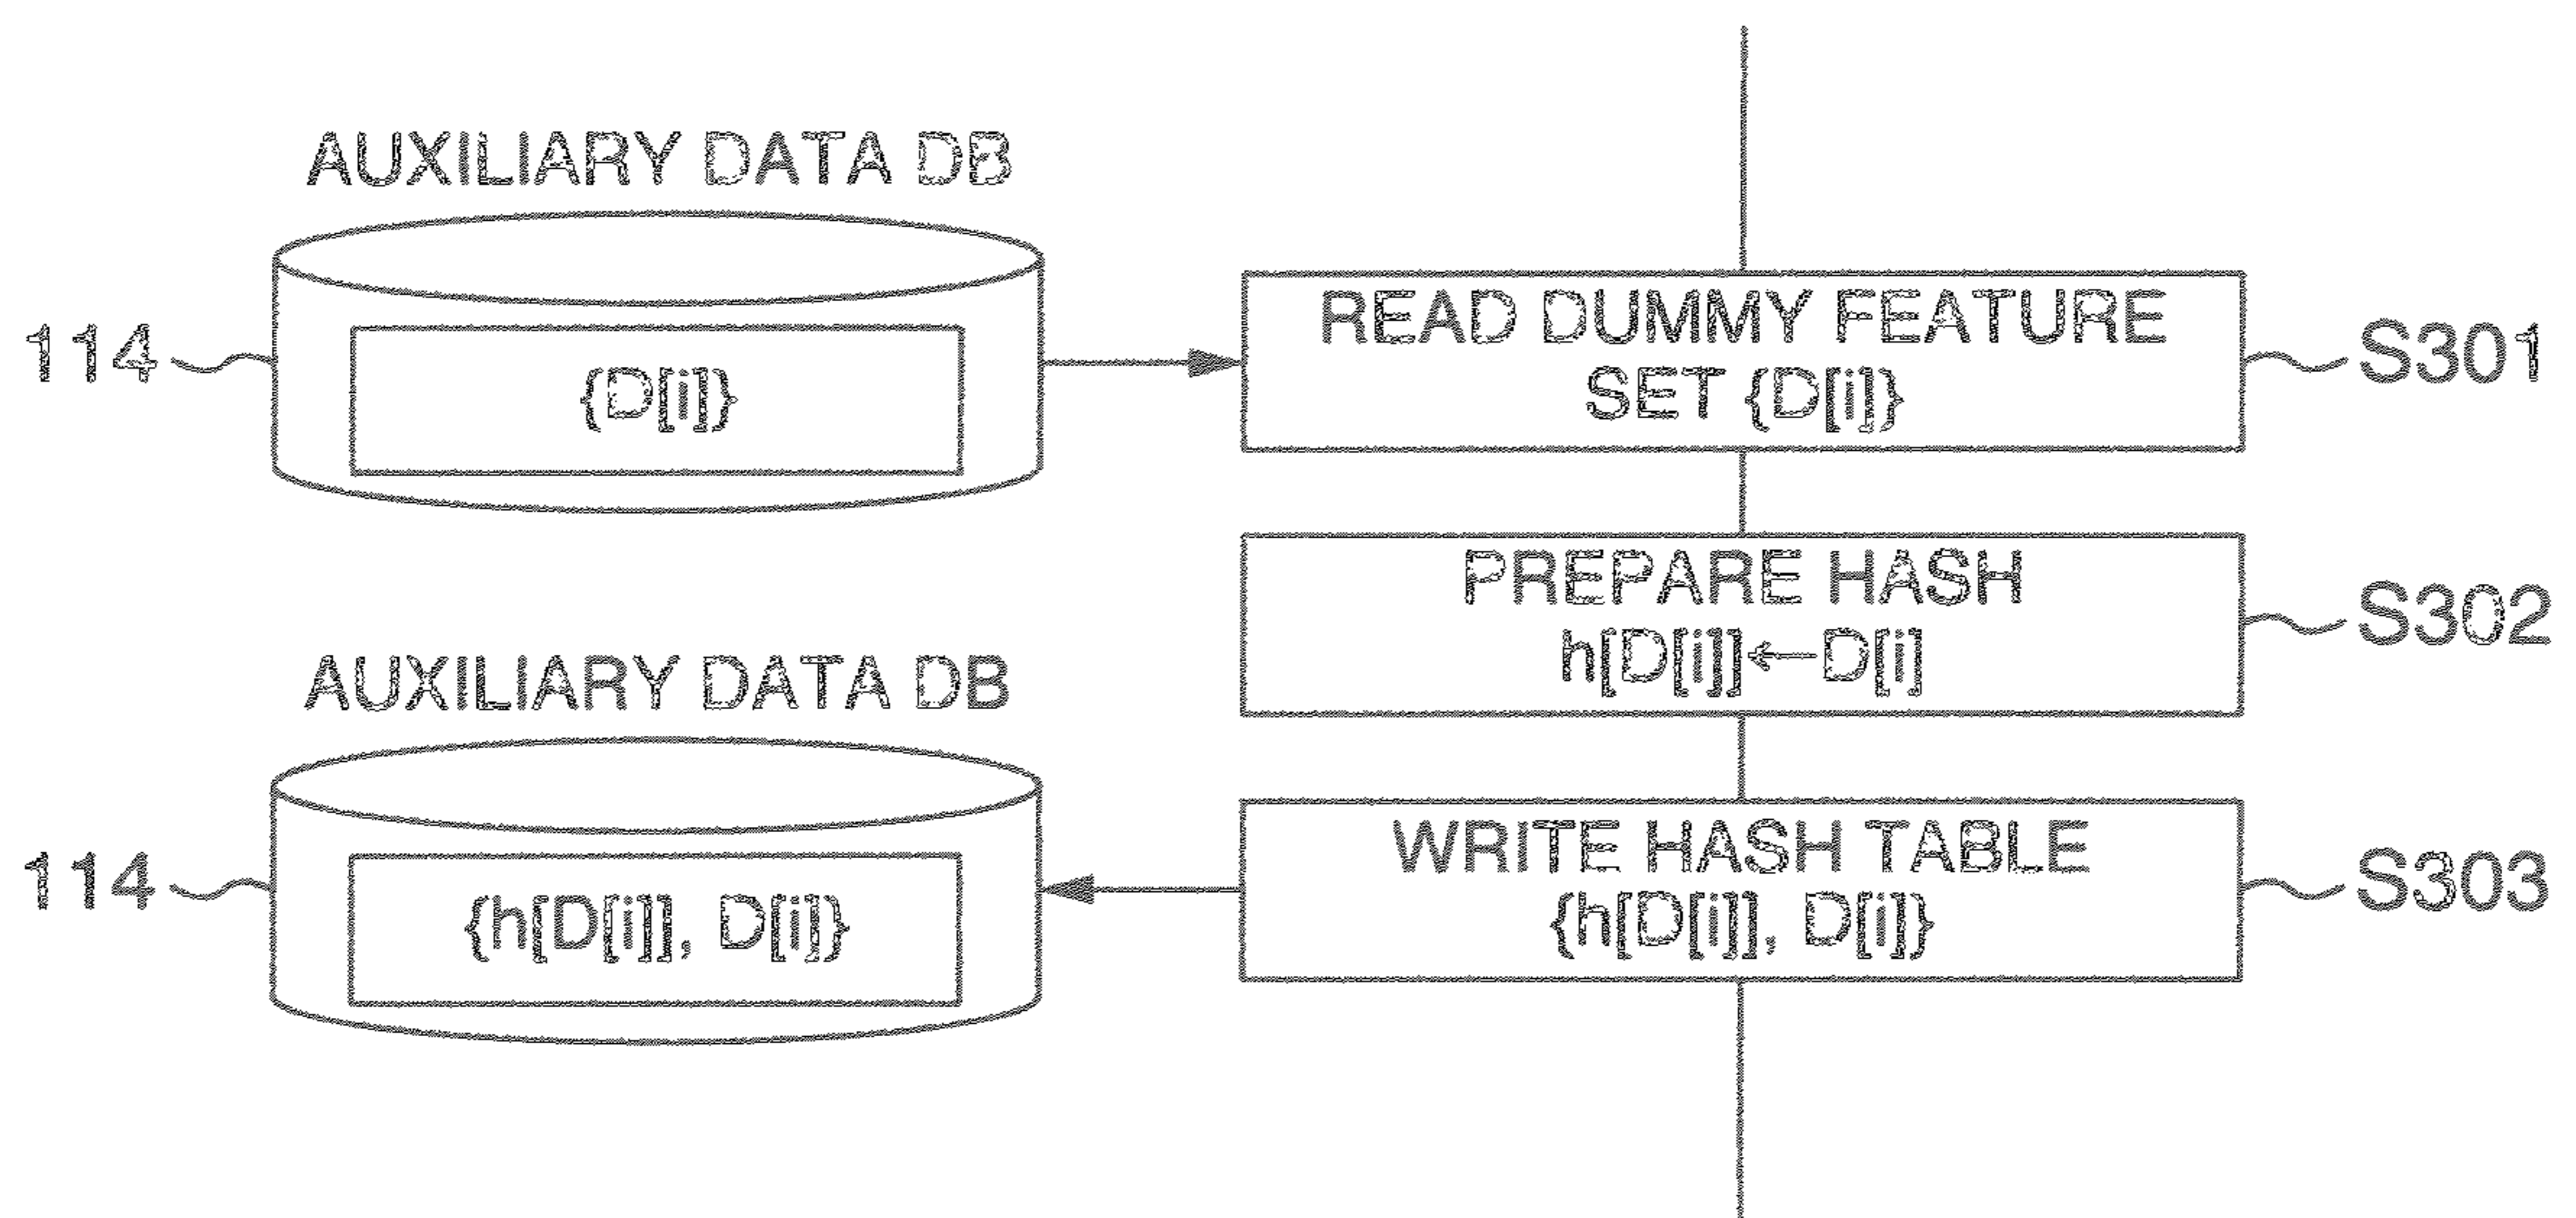 AUXILIARY DATA DB
114
{D[i]}
READ DUMMY FEATURE
SET {D[i]}
S301
PREPARE HASH
h[D[i]]←D[i]
S302
AUXILIARY DATA DB
114
{h[D[i]], D[i]}
WRITE HASH TABLE
{h[D[i]], D[i]}
S303